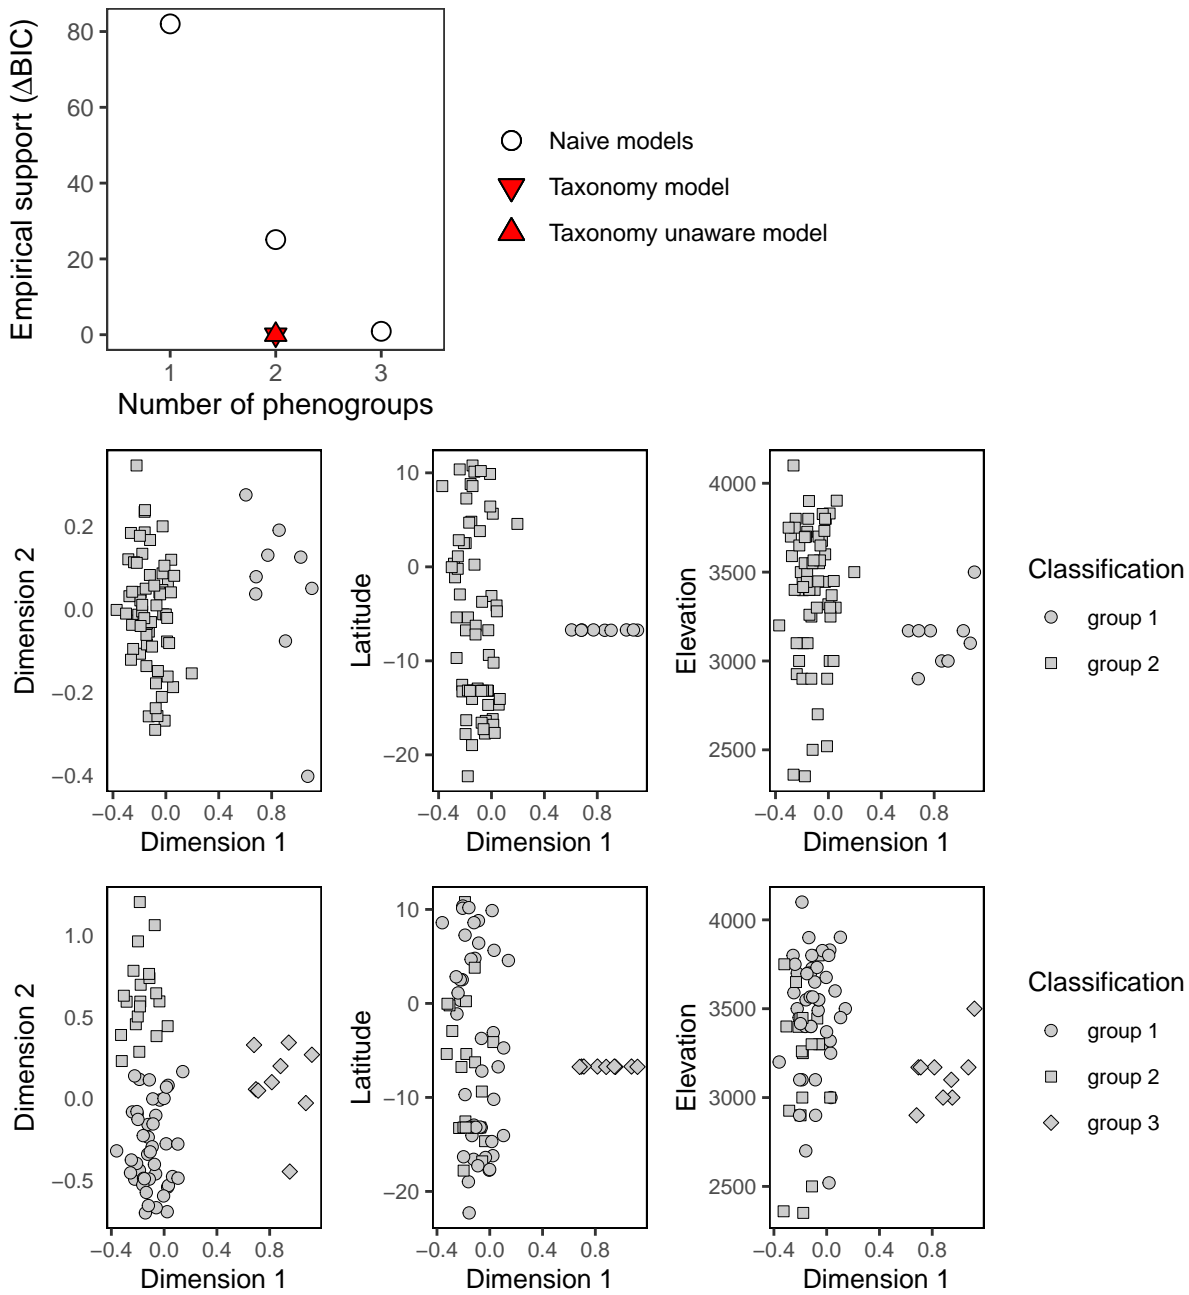 Empirical support (ΔBIC)
80
60
40
20
0
1 2 3
Number of phenogroups
Naive models
Taxonomy model
Taxonomy unaware model
Dimension 2
0.2
0.0
−0.2
−0.4
−0.4 0.0 0.4 0.8
Dimension 1
Latitude
10
0
−10
−20
−0.4 0.0 0.4 0.8
Dimension 1
Elevation
4000
3500
3000
2500
−0.4 0.0 0.4 0.8
Dimension 1
Classification
group 1
group 2
Dimension 2
1.0
0.5
0.0
−0.5
−0.4 0.0 0.4 0.8
Dimension 1
Latitude
10
0
−10
−20
−0.4 0.0 0.4 0.8
Dimension 1
Elevation
4000
3500
3000
2500
−0.4 0.0 0.4 0.8
Dimension 1
Classification
group 1
group 2
group 3